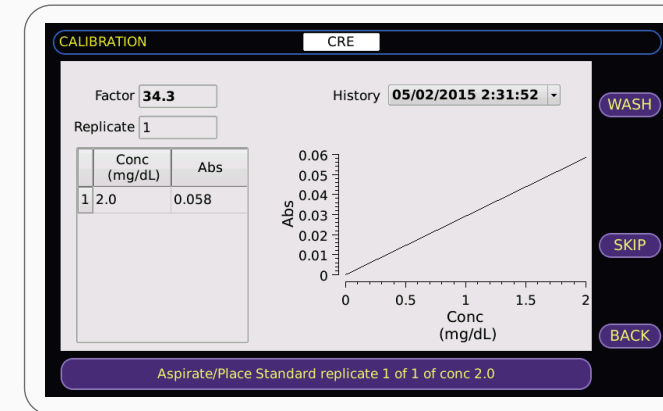 CALIBRATION
CRE
Factor 34.3
History 05/02/2015 2:31:52
WASH
Replicate 1
Conc (mg/dL) Abs
1 2.0 0.058
Abs
0.06
0.05
0.04
0.03
0.02
0.01
0
0 0.5 1 1.5 2
Conc
(mg/dL)
SKIP
BACK
Aspirate/Place Standard replicate 1 of 1 of conc 2.0